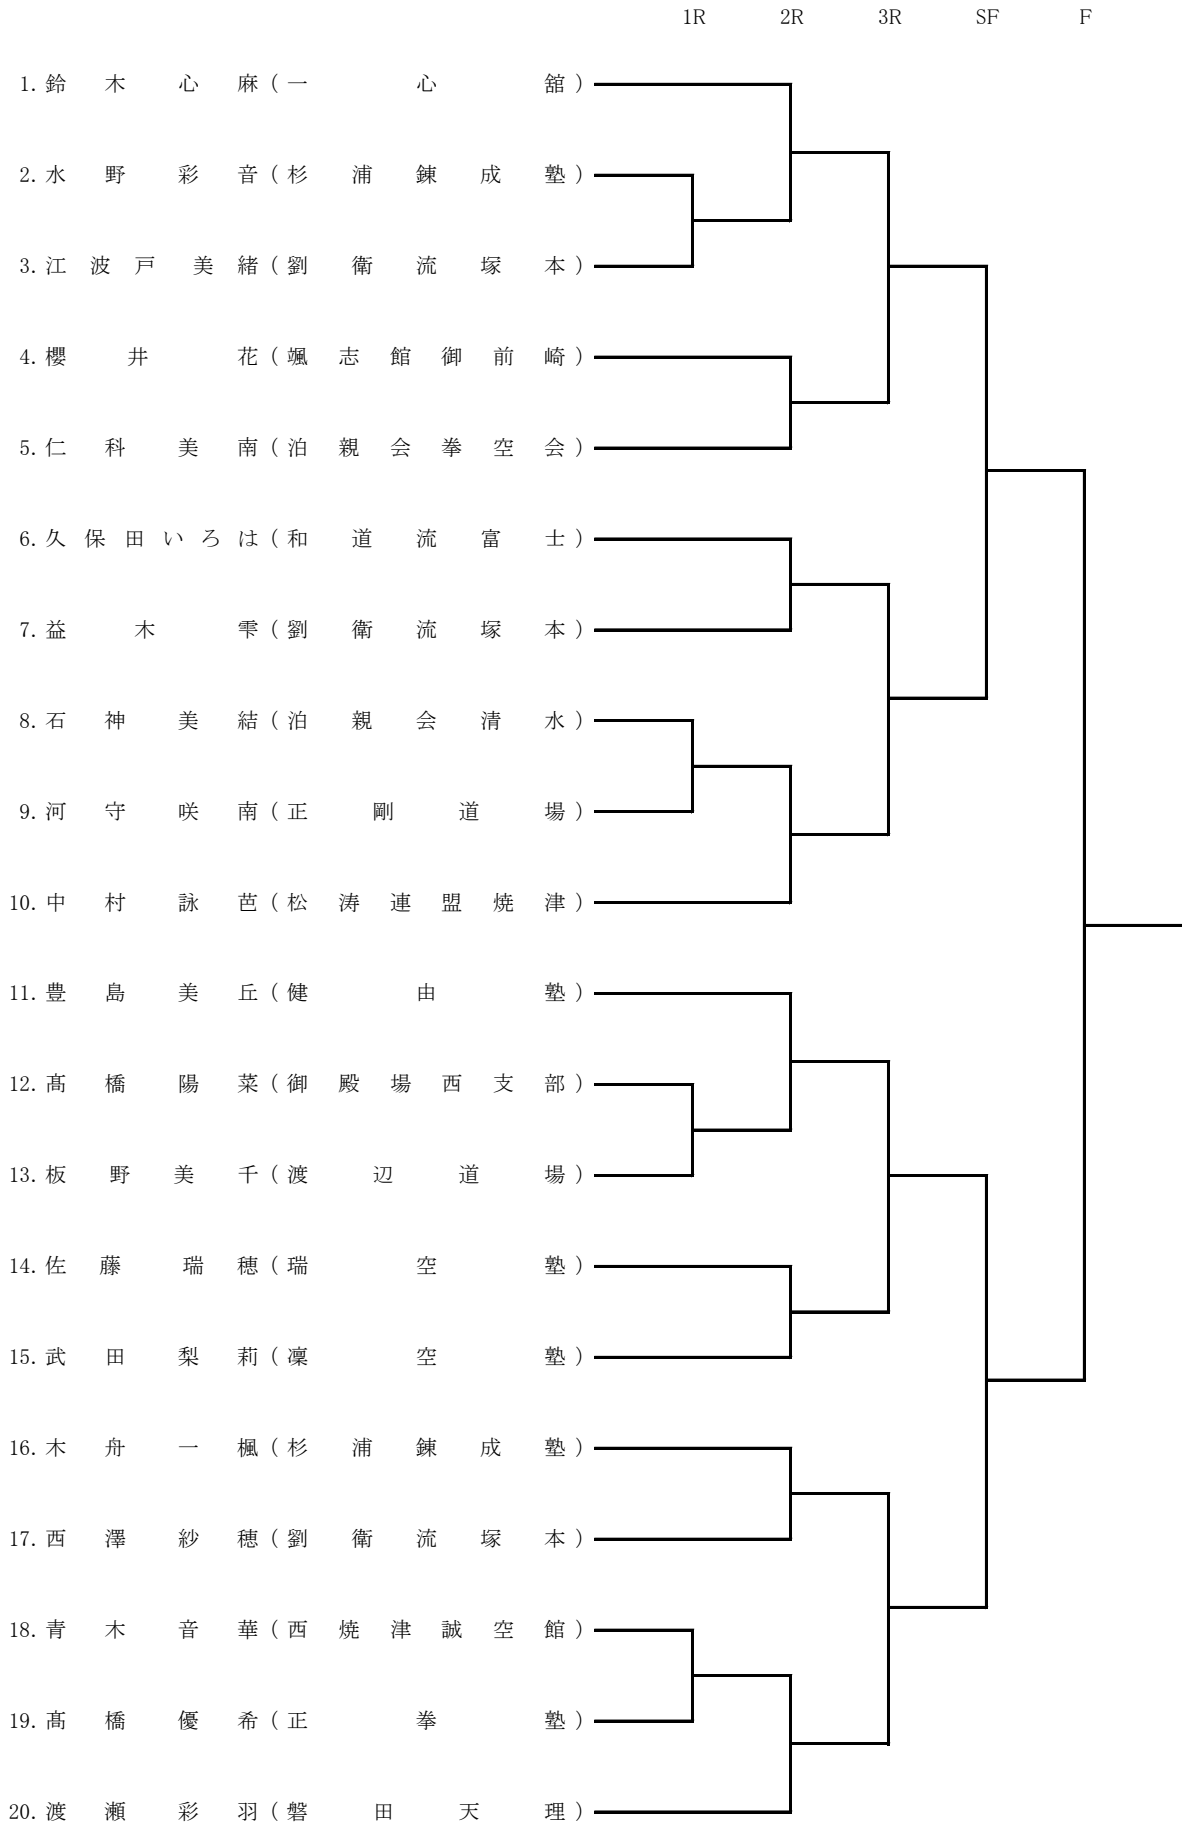 1R 2R 3R SF F
1. 鈴木心麻(一心舘)
2. 水野彩音(杉浦錬成塾)
3. 江波戸美緒(劉衛流塚本)
4. 櫻井花(颯志館御前崎)
5. 仁科美南(泊親会拳空会)
6. 久保田いろは(和道流富士)
7. 益木雫(劉衛流塚本)
8. 石神美結(泊親会清水)
9. 河守咲南(正剛道場)
10. 中村詠芭(松涛連盟焼津)
11. 豊島美丘(健由塾)
12. 髙橋陽菜(御殿場西支部)
13. 板野美千(渡辺道場)
14. 佐藤瑞穂(瑞空塾)
15. 武田梨莉(凜空塾)
16. 木舟一楓(杉浦錬成塾)
17. 西澤紗穂(劉衛流塚本)
18. 青木音華(西焼津誠空館)
19. 髙橋優希(正拳塾)
20. 渡瀬彩羽(磐田天理)